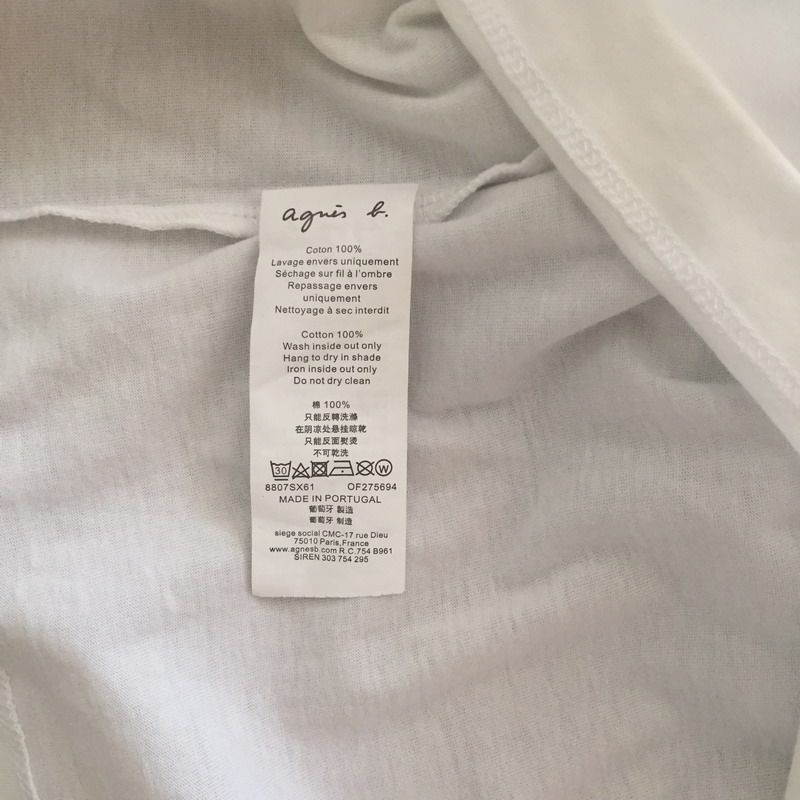 agnès b.
Coton 100%
Lavage envers uniquement
Séchage sur fil à l'ombre
Repassage envers
uniquement
Nettoyage à sec interdit
Cotton 100%
Wash inside out only
Hang to dry in shade
Iron inside out only
Do not dry clean
棉 100%
只能反轉洗滌
在阴凉处悬挂晾乾
只能反面熨燙
不可乾洗
30 W
8807SX61 OF275694
MADE IN PORTUGAL
葡萄牙 製造
葡萄牙 制造
siege social CMC-17 rue Dieu
75010 Paris,France
www.agnesb.com R.C.754 B961
SIREN 303 754 295